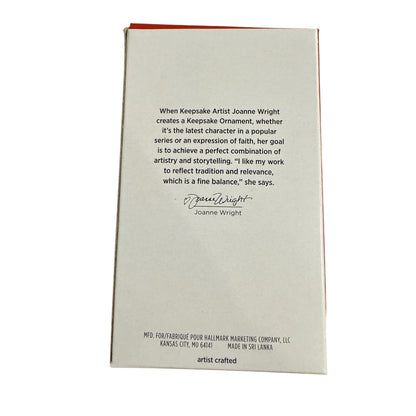 When Keepsake Artist Joanne Wright
creates a Keepsake Ornament, whether
it's the latest character in a popular
series or an expression of faith, her goal
is to achieve a perfect combination of
artistry and storytelling. "I like my work
to reflect tradition and relevance,
which is a fine balance," she says.
Joanne Wright
Joanne Wright
MFD. FOR/FABRIQUÉ POUR HALLMARK MARKETING COMPANY, LLC
KANSAS CITY, MO 64141 MADE IN SRI LANKA
artist crafted